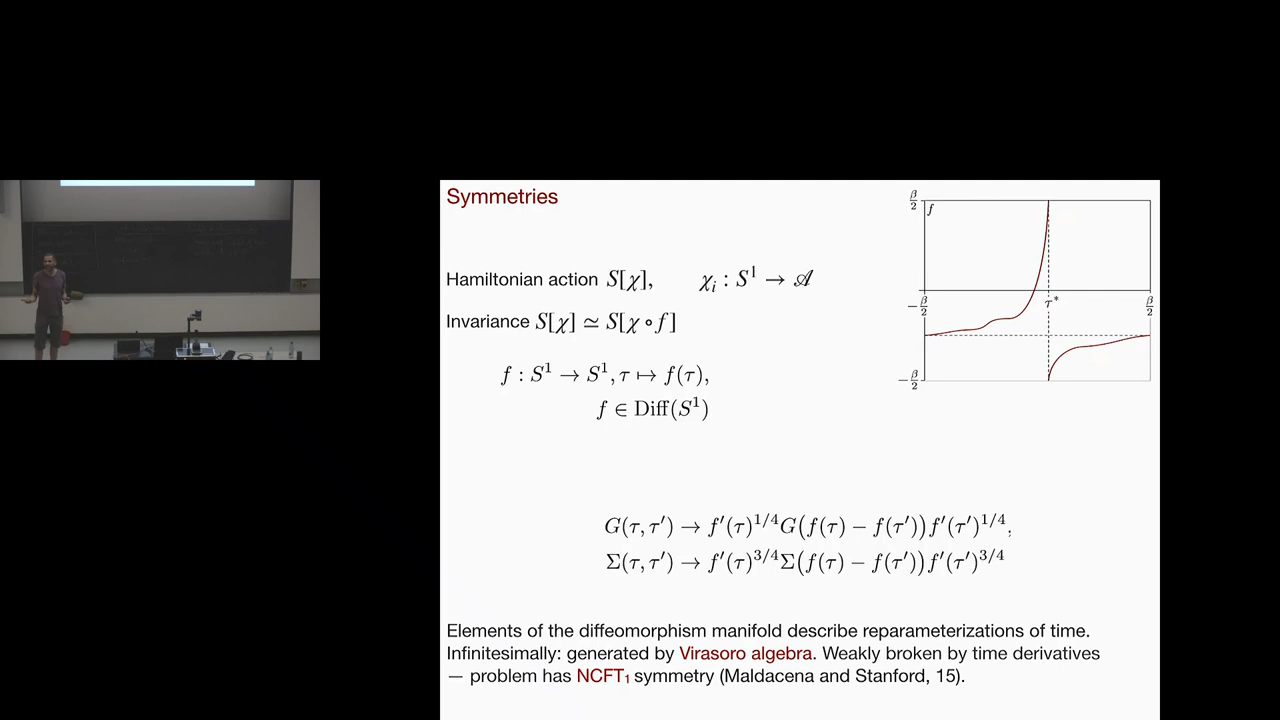 Symmetries
Hamiltonian action S[χ], χᵢ : S¹ → 𝒜
Invariance S[χ] ≃ S[χ ∘ f]
f : S¹ → S¹, τ ↦ f(τ),
f ∈ Diff(S¹)
β/2
f
−β/2 τ* β/2
−β/2
G(τ, τ′) → f′(τ)^{1/4}G(f(τ) − f(τ′))f′(τ′)^{1/4},
Σ(τ, τ′) → f′(τ)^{3/4}Σ(f(τ) − f(τ′))f′(τ′)^{3/4}
Elements of the diffeomorphism manifold describe reparameterizations of time.
Infinitesimally: generated by Virasoro algebra. Weakly broken by time derivatives
— problem has NCFT₁ symmetry (Maldacena and Stanford, 15).